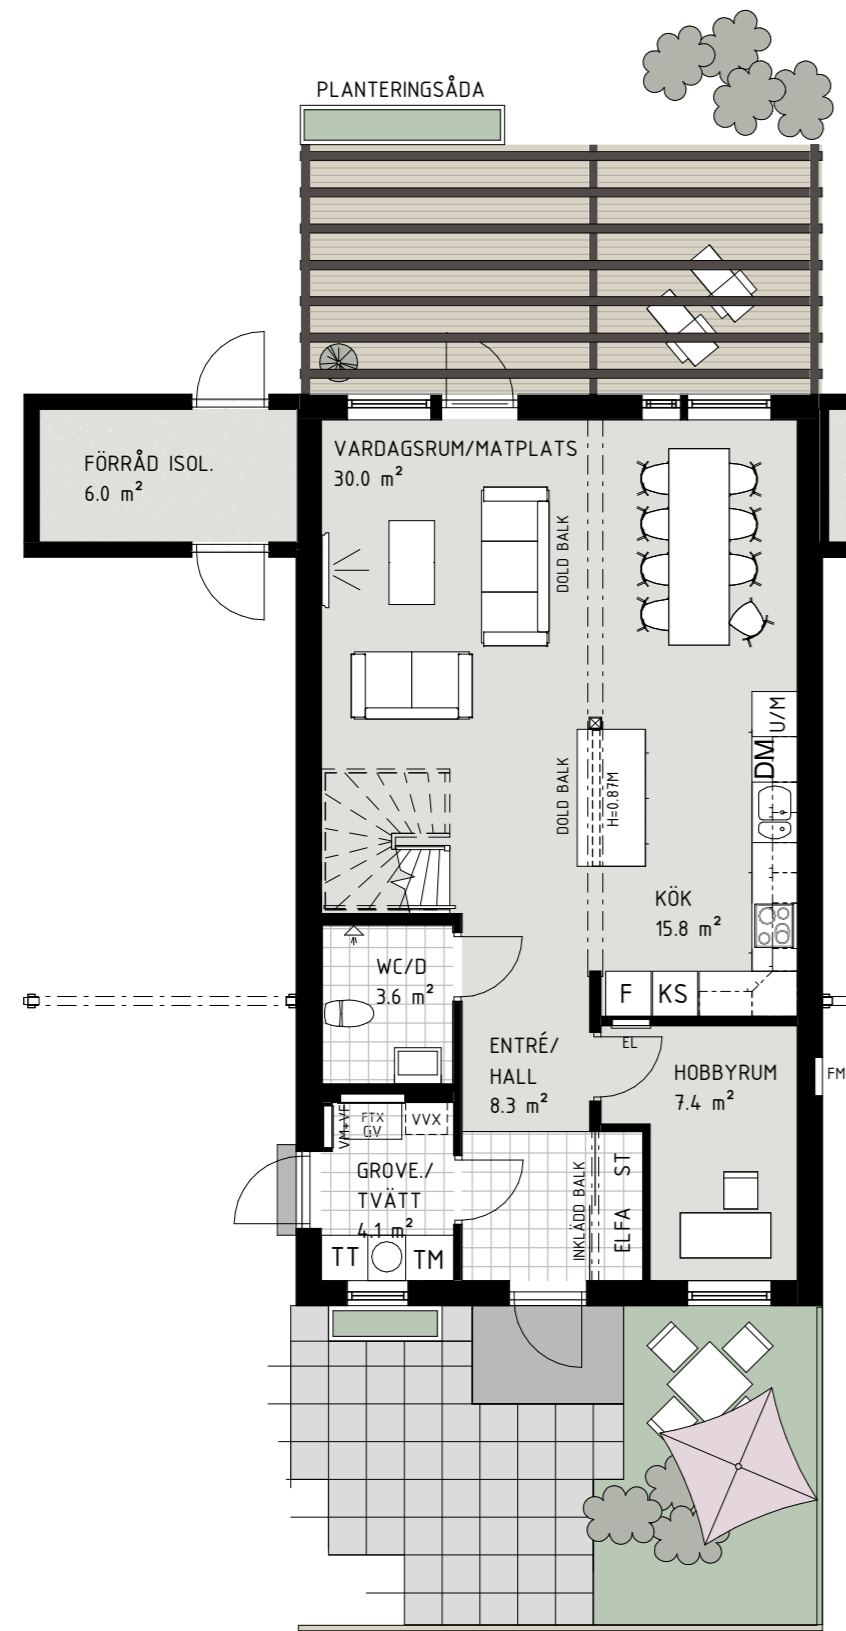 PLANTERINGSÅDA
VARDAGSRUM/MATPLATS
30.0 m²
FÖRRÅD ISOL.
6.0 m²
DOLD BALK
U/M
DM
DOLD BALK
H=0.87M
KÖK
15.8 m²
WC/D
3.6 m²
F
KS
EL
ENTRÉ/
HALL
8.3 m²
HOBBYRUM
7.4 m²
FM
VM+VF
FTX
GV
VVX
GROVE./
TVÄTT
4.1 m²
INKLÄDD BALK
ELFA ST
TT
TM